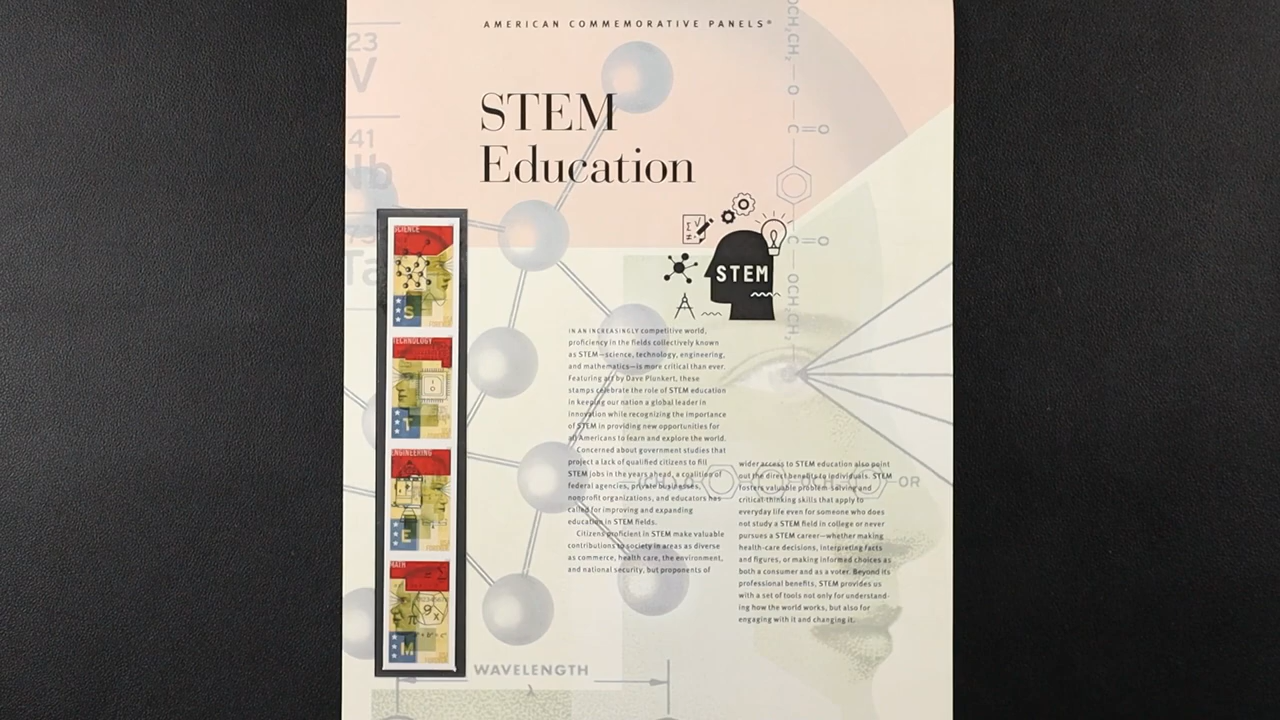 AMERICAN COMMEMORATIVE PANELS®
STEM
Education
23
V
41
Nb
73
Ta
OCH₂CH₂
O
C=O
C=O
OCH₂CH₂
STEM
SCIENCE
S
FOREVER
TECHNOLOGY
T
FOREVER
ENGINEERING
E
FOREVER
MATH
π
9
x
M
FOREVER
IN AN INCREASINGLY competitive world,
proficiency in the fields collectively known
as STEM—science, technology, engineering,
and mathematics—is more critical than ever.
Featuring art by Dave Plunkert, these
stamps celebrate the role of STEM education
in keeping our nation a global leader in
innovation while recognizing the importance
of STEM in providing new opportunities for
all Americans to learn and explore the world.
Concerned about government studies that
project a lack of qualified citizens to fill
STEM jobs in the years ahead, a coalition of
federal agencies, private businesses,
nonprofit organizations, and educators has
called for improving and expanding
education in STEM fields.
Citizens proficient in STEM make valuable
contributions to society in areas as diverse
as commerce, health care, the environment,
and national security, but proponents of
wider access to STEM education also point
out the direct benefits to individuals. STEM
fosters valuable problem-solving and
critical-thinking skills that apply to
everyday life even for someone who does
not study a STEM field in college or never
pursues a STEM career—whether making
health-care decisions, interpreting facts
and figures, or making informed choices as
both a consumer and as a voter. Beyond its
professional benefits, STEM provides us
with a set of tools not only for understand-
ing how the world works, but also for
engaging with it and changing it.
OR
WAVELENGTH
λ